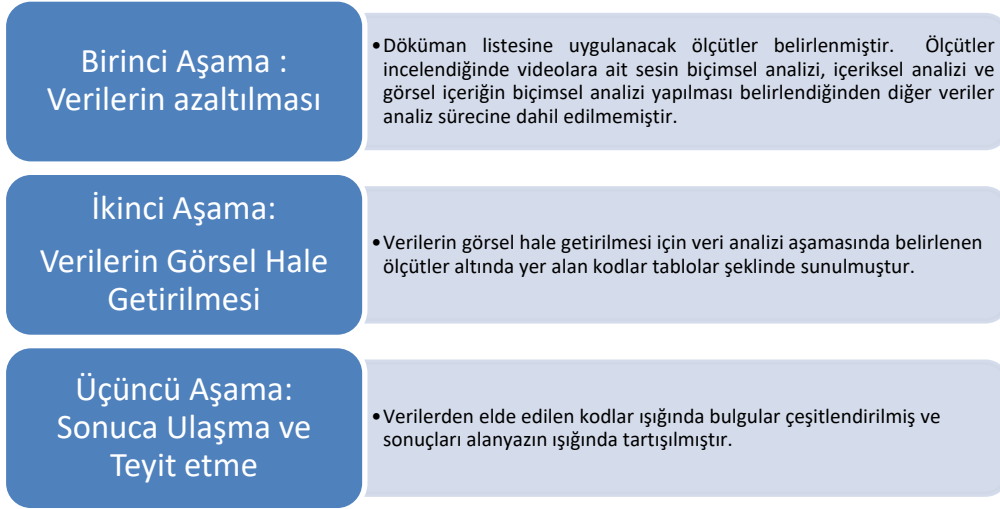 Birinci Aşama :
Verilerin azaltılması
•Döküman listesine uygulanacak ölçütler belirlenmiştir. Ölçütler
incelendiğinde videolara ait sesin biçimsel analizi, içeriksel analizi ve
görsel içeriğin biçimsel analizi yapılması belirlendiğinden diğer veriler
analiz sürecine dahil edilmemiştir.
İkinci Aşama:
Verilerin Görsel Hale
Getirilmesi
•Verilerin görsel hale getirilmesi için veri analizi aşamasında belirlenen
ölçütler altında yer alan kodlar tablolar şeklinde sunulmuştur.
Üçüncü Aşama:
Sonuca Ulaşma ve
Teyit etme
•Verilerden elde edilen kodlar ışığında bulgular çeşitlendirilmiş ve
sonuçları alanyazın ışığında tartışılmıştır.